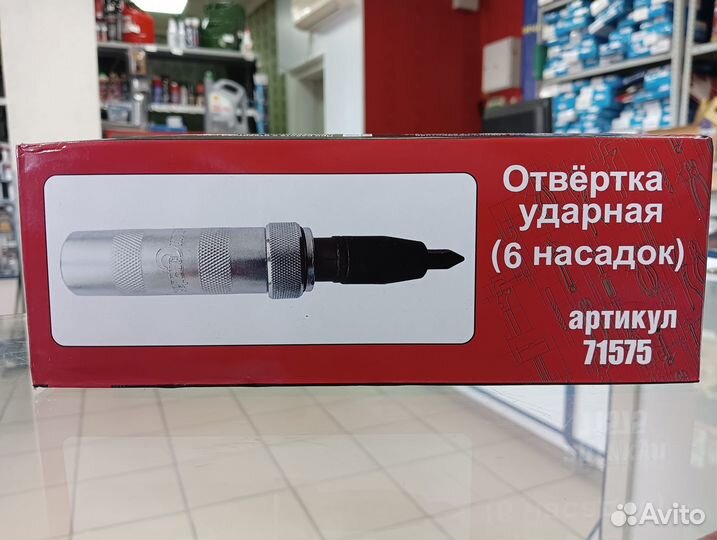 Отвёртка
ударная
(6 насадок)
артикул
71575
Avito